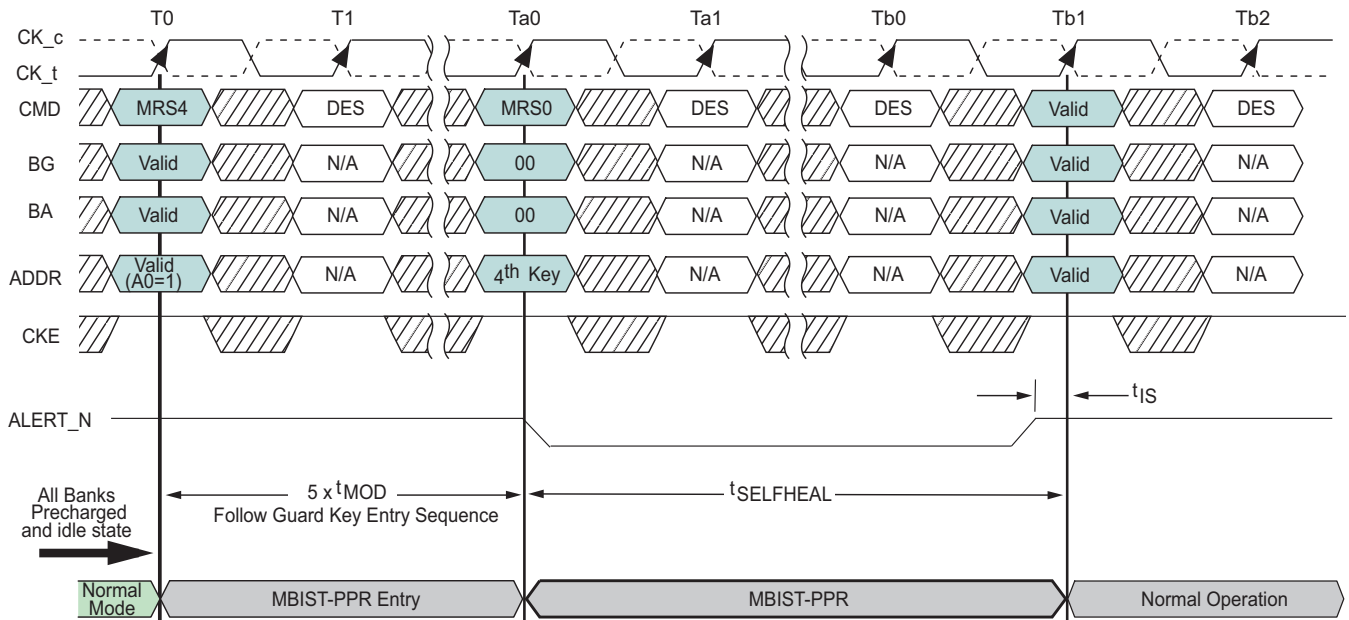 T0 T1 Ta0 Ta1 Tb0 Tb1 Tb2
CK_c
CK_t
CMD MRS4 DES MRS0 DES DES Valid DES
BG Valid N/A 00 N/A N/A Valid N/A
BA Valid N/A 00 N/A N/A Valid N/A
ADDR Valid (A0=1) N/A 4th Key N/A N/A Valid N/A
CKE
tIS
ALERT_N
All Banks
Precharged
and idle state
5 x tMOD
Follow Guard Key Entry Sequence
tSELFHEAL
Normal
Mode
MBIST-PPR Entry
MBIST-PPR
Normal Operation